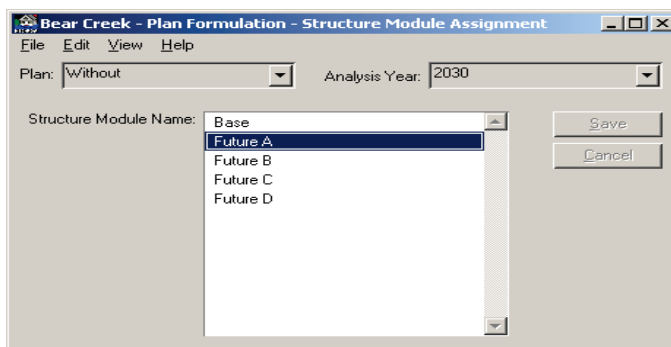 Bear Creek - Plan Formulation - Structure Module Assignment
File Edit View Help
Plan: Without Analysis Year: 2030
Structure Module Name: Base Save
Future A
Future B Cancel
Future C
Future D